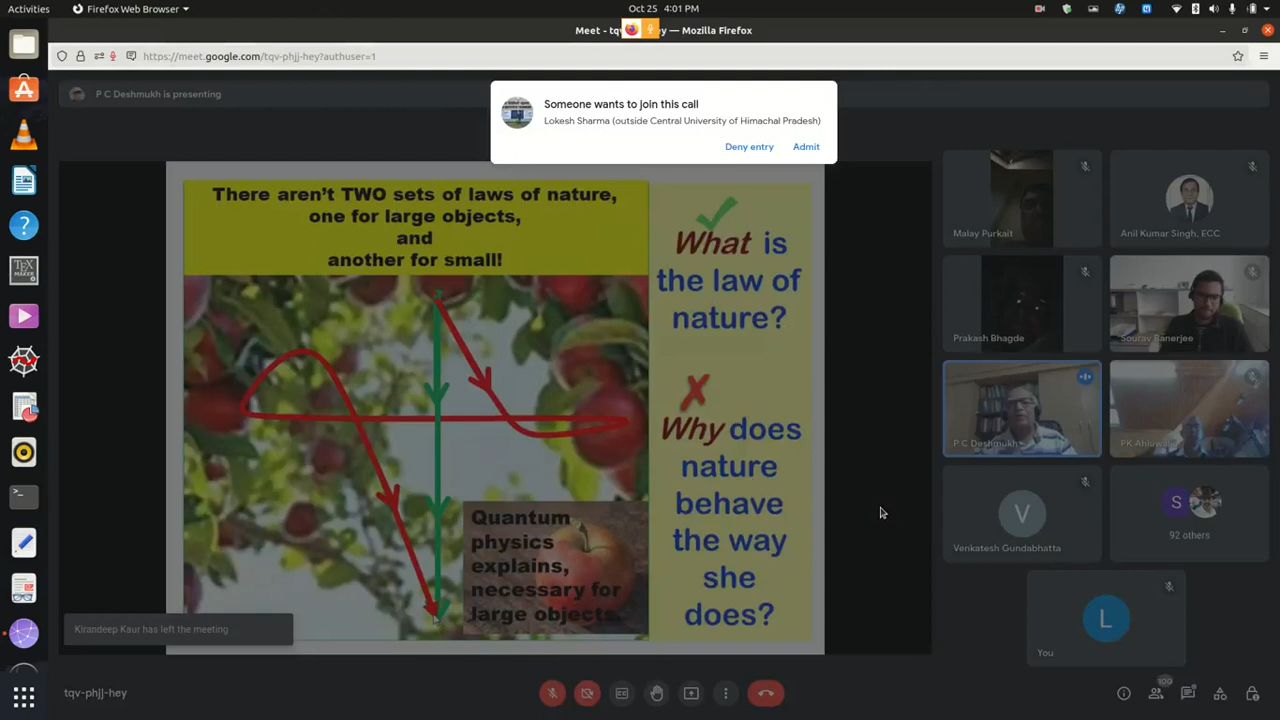 Activities
Firefox Web Browser
Oct 25 4:01 PM
Meet - tq
ey — Mozilla Firefox
https://meet.google.com/tqv-phjj-hey?authuser=1
P C Deshmukh is presenting
Someone wants to join this call
Lokesh Sharma (outside Central University of Himachal Pradesh)
Deny entry
Admit
There aren't TWO sets of laws of nature,
one for large objects,
and
another for small!
What is
the law of
nature?
Why does
nature
behave
the way
she
does?
Quantum
physics
explains,
necessary for
large objects.
Malay Purkait
Anil Kumar Singh, ECC
Prakash Bhagde
Sourav Banerjee
P C Deshmukh
PK Ahluwalia
V
Venkatesh Gundabhatta
S
92 others
L
You
Kirandeep Kaur has left the meeting
tqv-phjj-hey
100